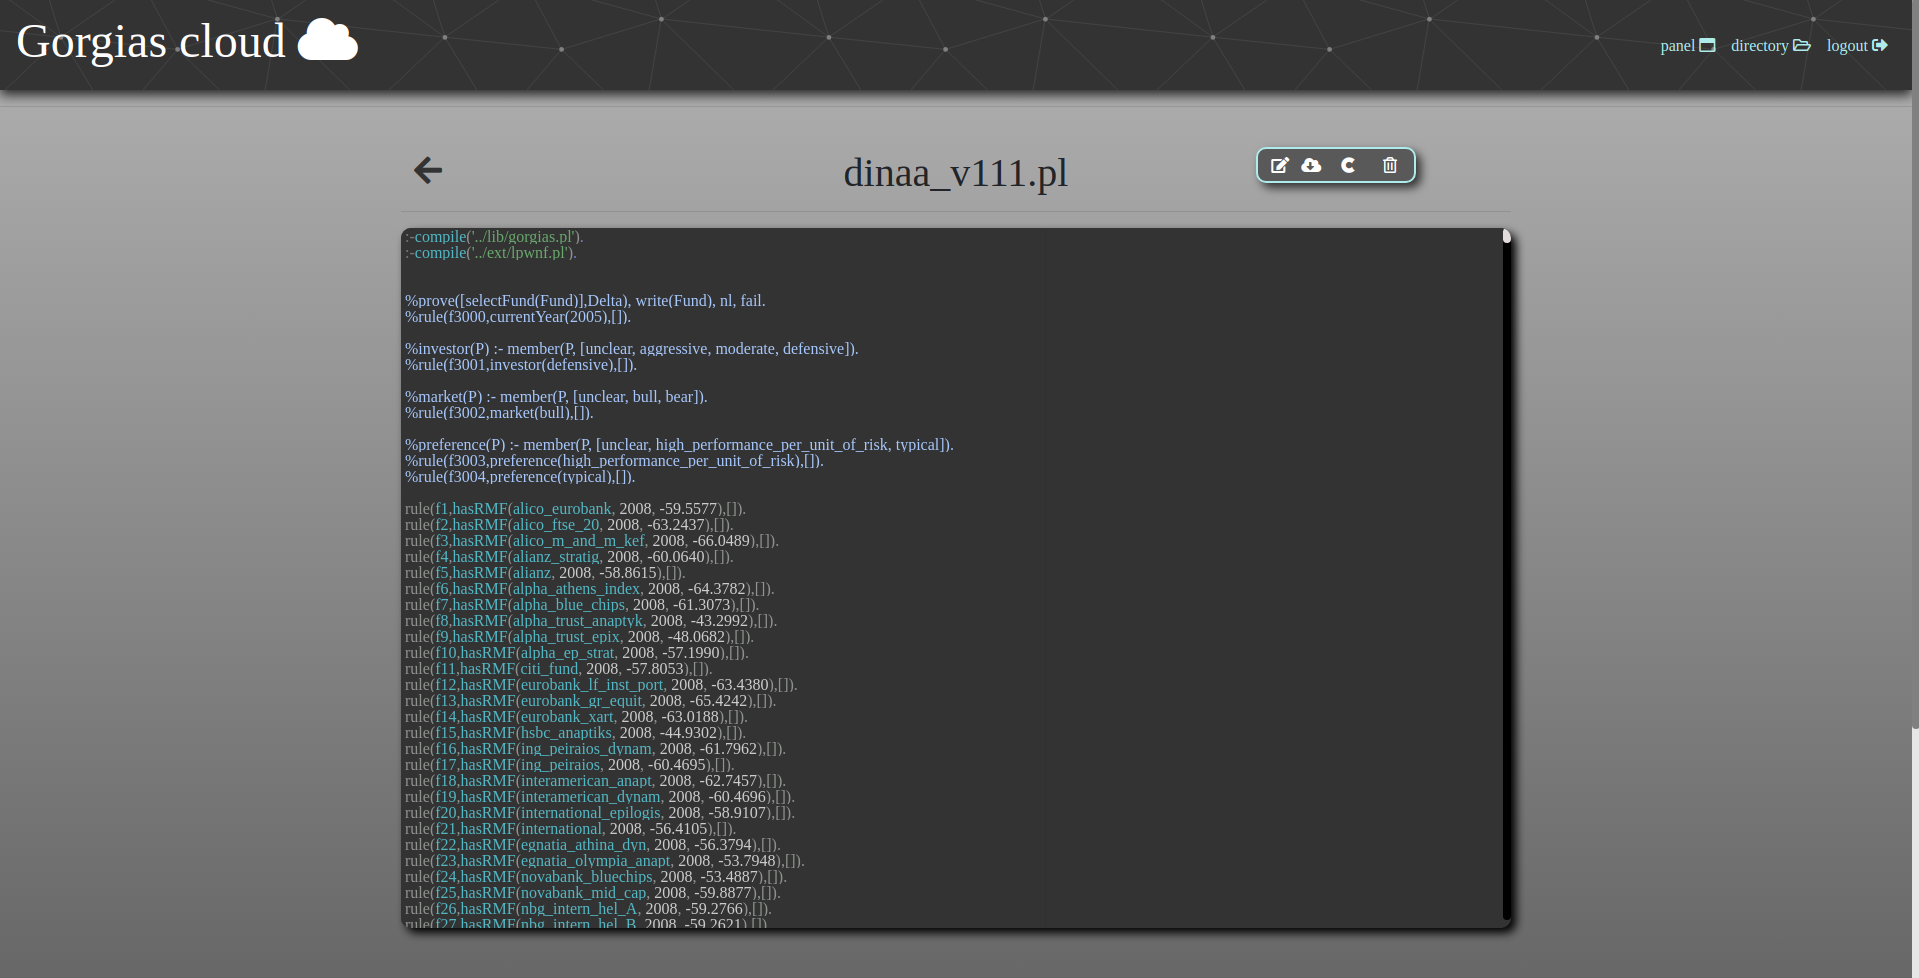 Gorgias cloud
panel directory logout
dinaa_v111.pl
:-compile('../lib/gorgias.pl').
:-compile('../ext/lpwnf.pl').
%prove([selectFund(Fund)],Delta), write(Fund), nl, fail.
%rule(f3000,currentYear(2005),[]).
%investor(P) :- member(P, [unclear, aggressive, moderate, defensive]).
%rule(f3001,investor(defensive),[]).
%market(P) :- member(P, [unclear, bull, bear]).
%rule(f3002,market(bull),[]).
%preference(P) :- member(P, [unclear, high_performance_per_unit_of_risk, typical]).
%rule(f3003,preference(high_performance_per_unit_of_risk),[]).
%rule(f3004,preference(typical),[]).
rule(f1,hasRMF(alico_eurobank, 2008, -59.5577),[]).
rule(f2,hasRMF(alico_ftse_20, 2008, -63.2437),[]).
rule(f3,hasRMF(alico_m_and_m_kef, 2008, -66.0489),[]).
rule(f4,hasRMF(alianz_stratig, 2008, -60.0640),[]).
rule(f5,hasRMF(alianz, 2008, -58.8615),[]).
rule(f6,hasRMF(alpha_athens_index, 2008, -64.3782),[]).
rule(f7,hasRMF(alpha_blue_chips, 2008, -61.3073),[]).
rule(f8,hasRMF(alpha_trust_anaptyk, 2008, -43.2992),[]).
rule(f9,hasRMF(alpha_trust_epix, 2008, -48.0682),[]).
rule(f10,hasRMF(alpha_ep_strat, 2008, -57.1990),[]).
rule(f11,hasRMF(citi_fund, 2008, -57.8053),[]).
rule(f12,hasRMF(eurobank_lf_inst_port, 2008, -63.4380),[]).
rule(f13,hasRMF(eurobank_gr_equit, 2008, -65.4242),[]).
rule(f14,hasRMF(eurobank_xart, 2008, -63.0188),[]).
rule(f15,hasRMF(hsbc_anaptiks, 2008, -44.9302),[]).
rule(f16,hasRMF(ing_peiraios_dynam, 2008, -61.7962),[]).
rule(f17,hasRMF(ing_peiraios, 2008, -60.4695),[]).
rule(f18,hasRMF(interamerican_anapt, 2008, -62.7457),[]).
rule(f19,hasRMF(interamerican_dynam, 2008, -60.4696),[]).
rule(f20,hasRMF(international_epilogis, 2008, -58.9107),[]).
rule(f21,hasRMF(international, 2008, -56.4105),[]).
rule(f22,hasRMF(egnatia_athina_dyn, 2008, -56.3794),[]).
rule(f23,hasRMF(egnatia_olympia_anapt, 2008, -53.7948),[]).
rule(f24,hasRMF(novabank_bluechips, 2008, -53.4887),[]).
rule(f25,hasRMF(novabank_mid_cap, 2008, -59.8877),[]).
rule(f26,hasRMF(nbg_intern_hel_A, 2008, -59.2766),[]).
rule(f27,hasRMF(nbg_intern_hel_B, 2008, -59.2621),[]).